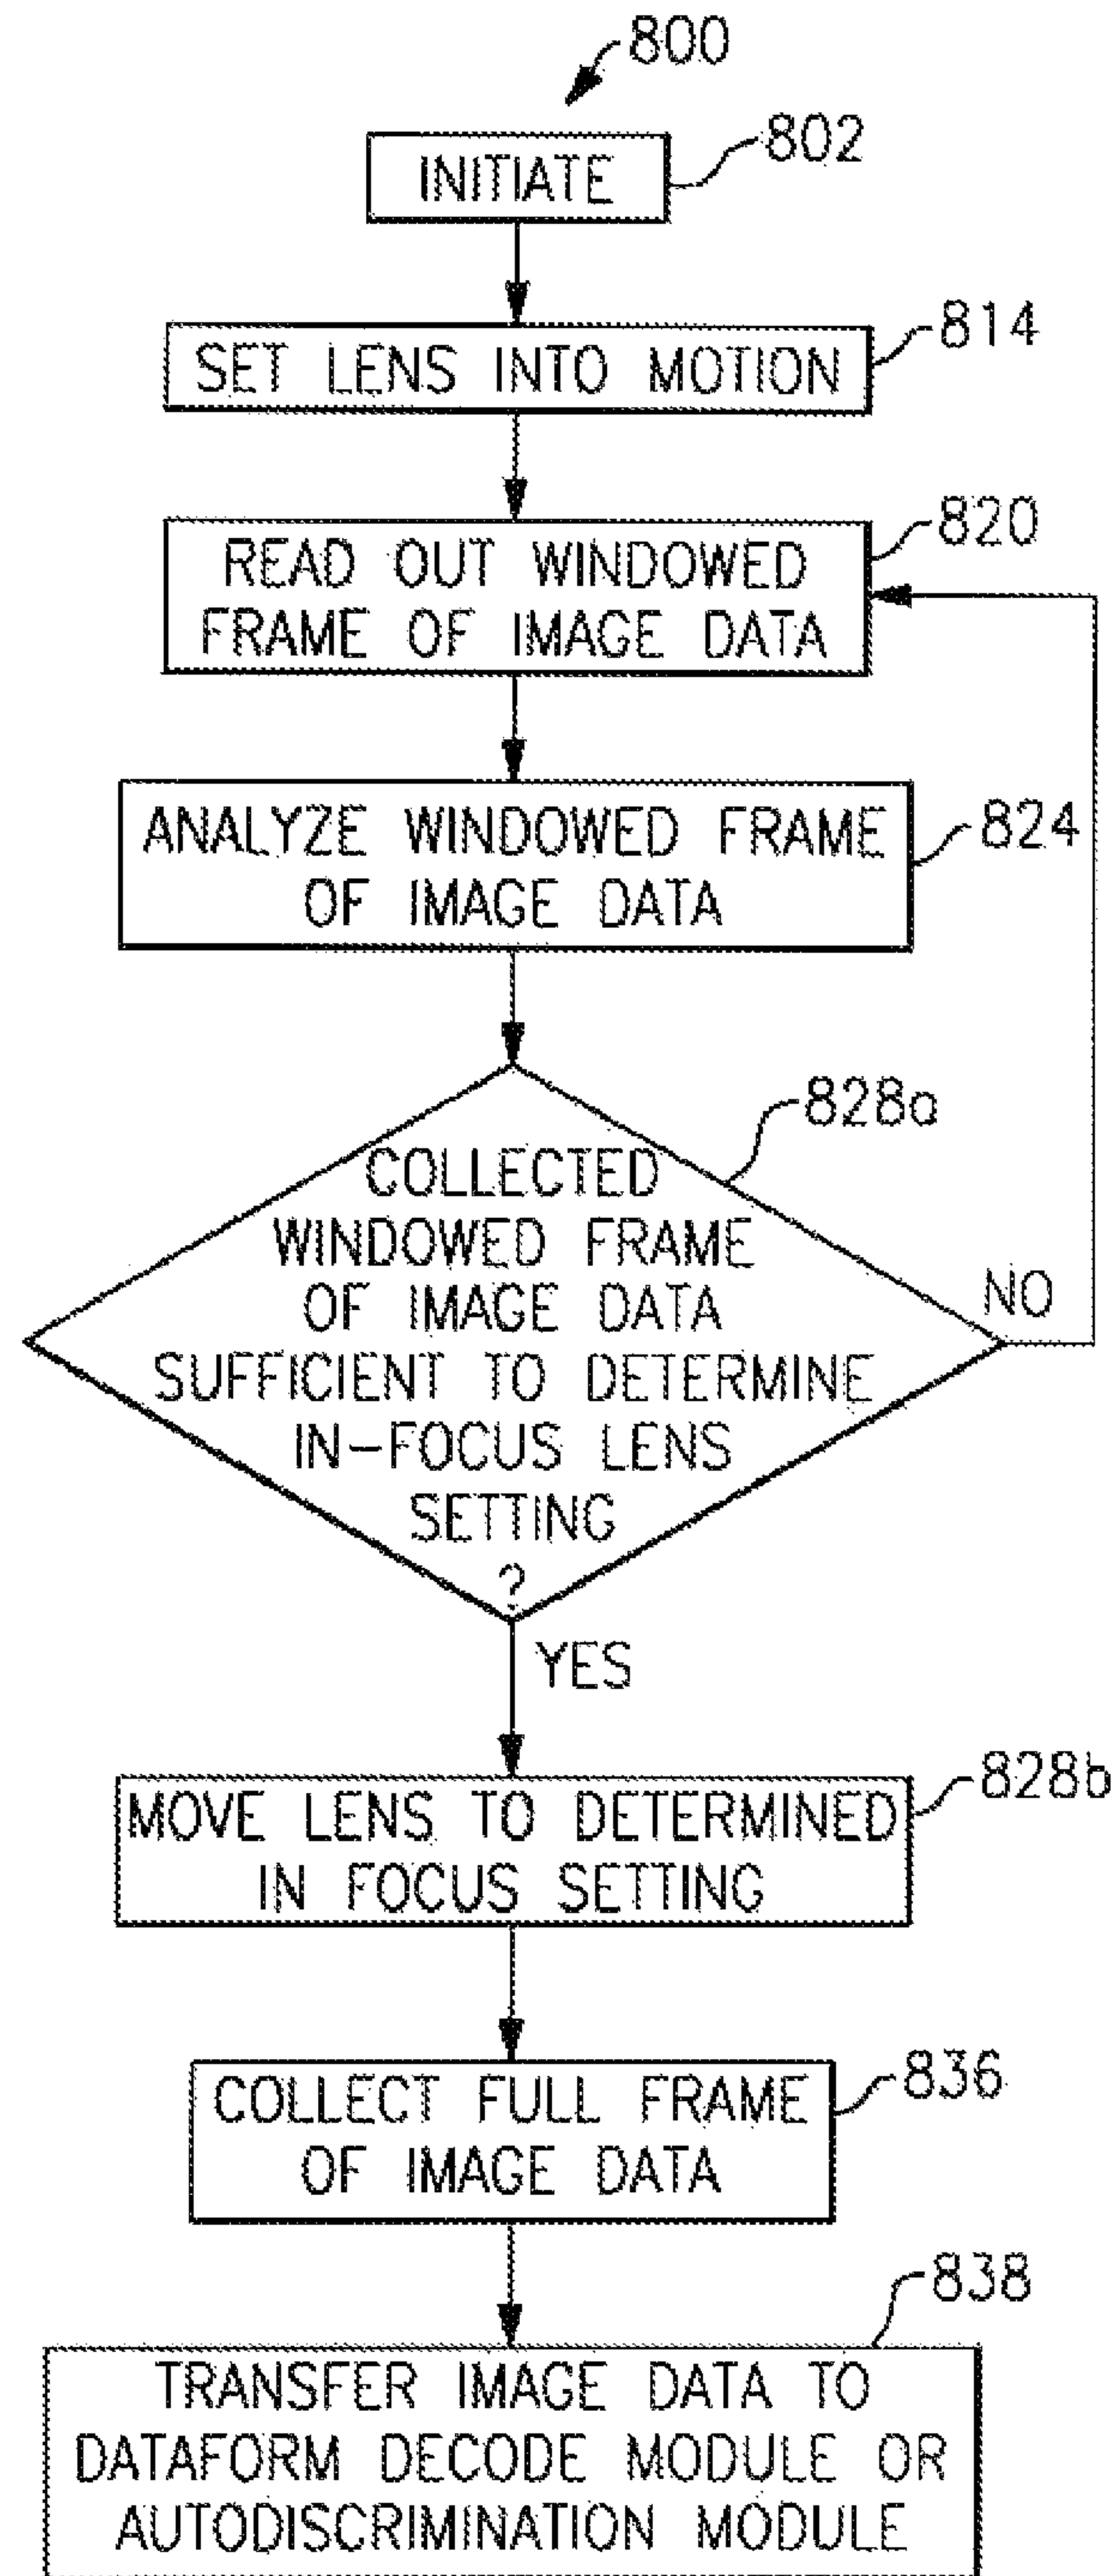 800
INITIATE
802
SET LENS INTO MOTION
814
READ OUT WINDOWED
FRAME OF IMAGE DATA
820
ANALYZE WINDOWED FRAME
OF IMAGE DATA
824
COLLECTED
WINDOWED FRAME
OF IMAGE DATA
SUFFICIENT TO DETERMINE
IN-FOCUS LENS
SETTING
?
828a
NO
YES
MOVE LENS TO DETERMINED
IN FOCUS SETTING
828b
COLLECT FULL FRAME
OF IMAGE DATA
836
TRANSFER IMAGE DATA TO
DATAFORM DECODE MODULE OR
AUTODISCRIMINATION MODULE
838